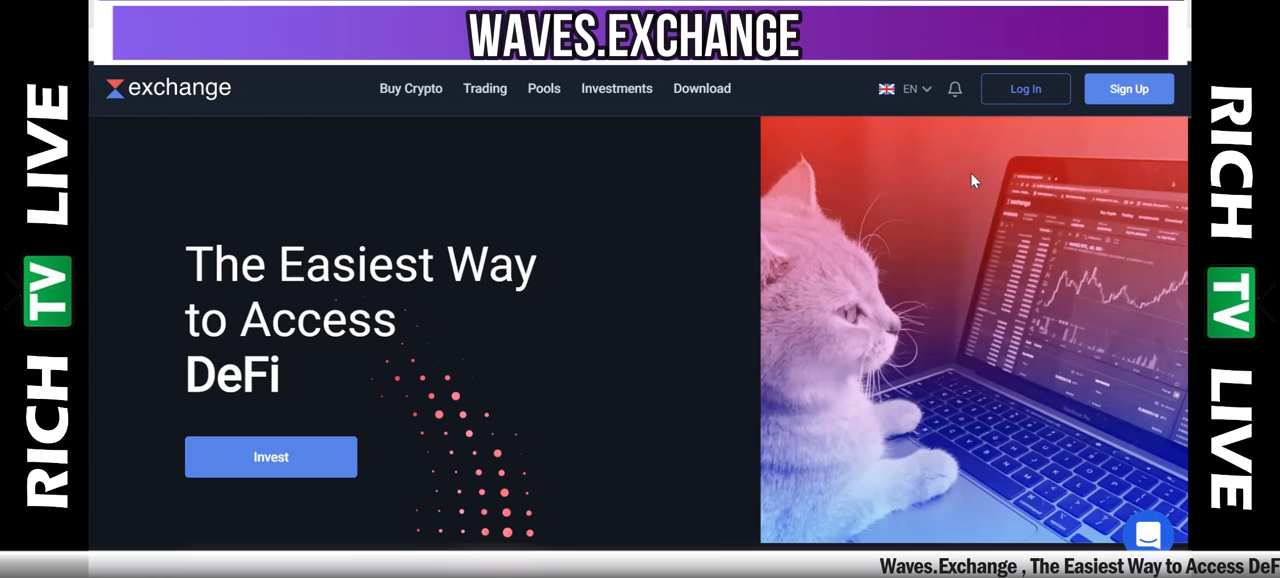 WAVES.EXCHANGE
exchange
Buy Crypto Trading Pools Investments Download
EN
Log In
Sign Up
RICH TV LIVE
RICH TV LIVE
The Easiest Way
to Access
DeFi
Invest
Waves.Exchange , The Easiest Way to Access DeF